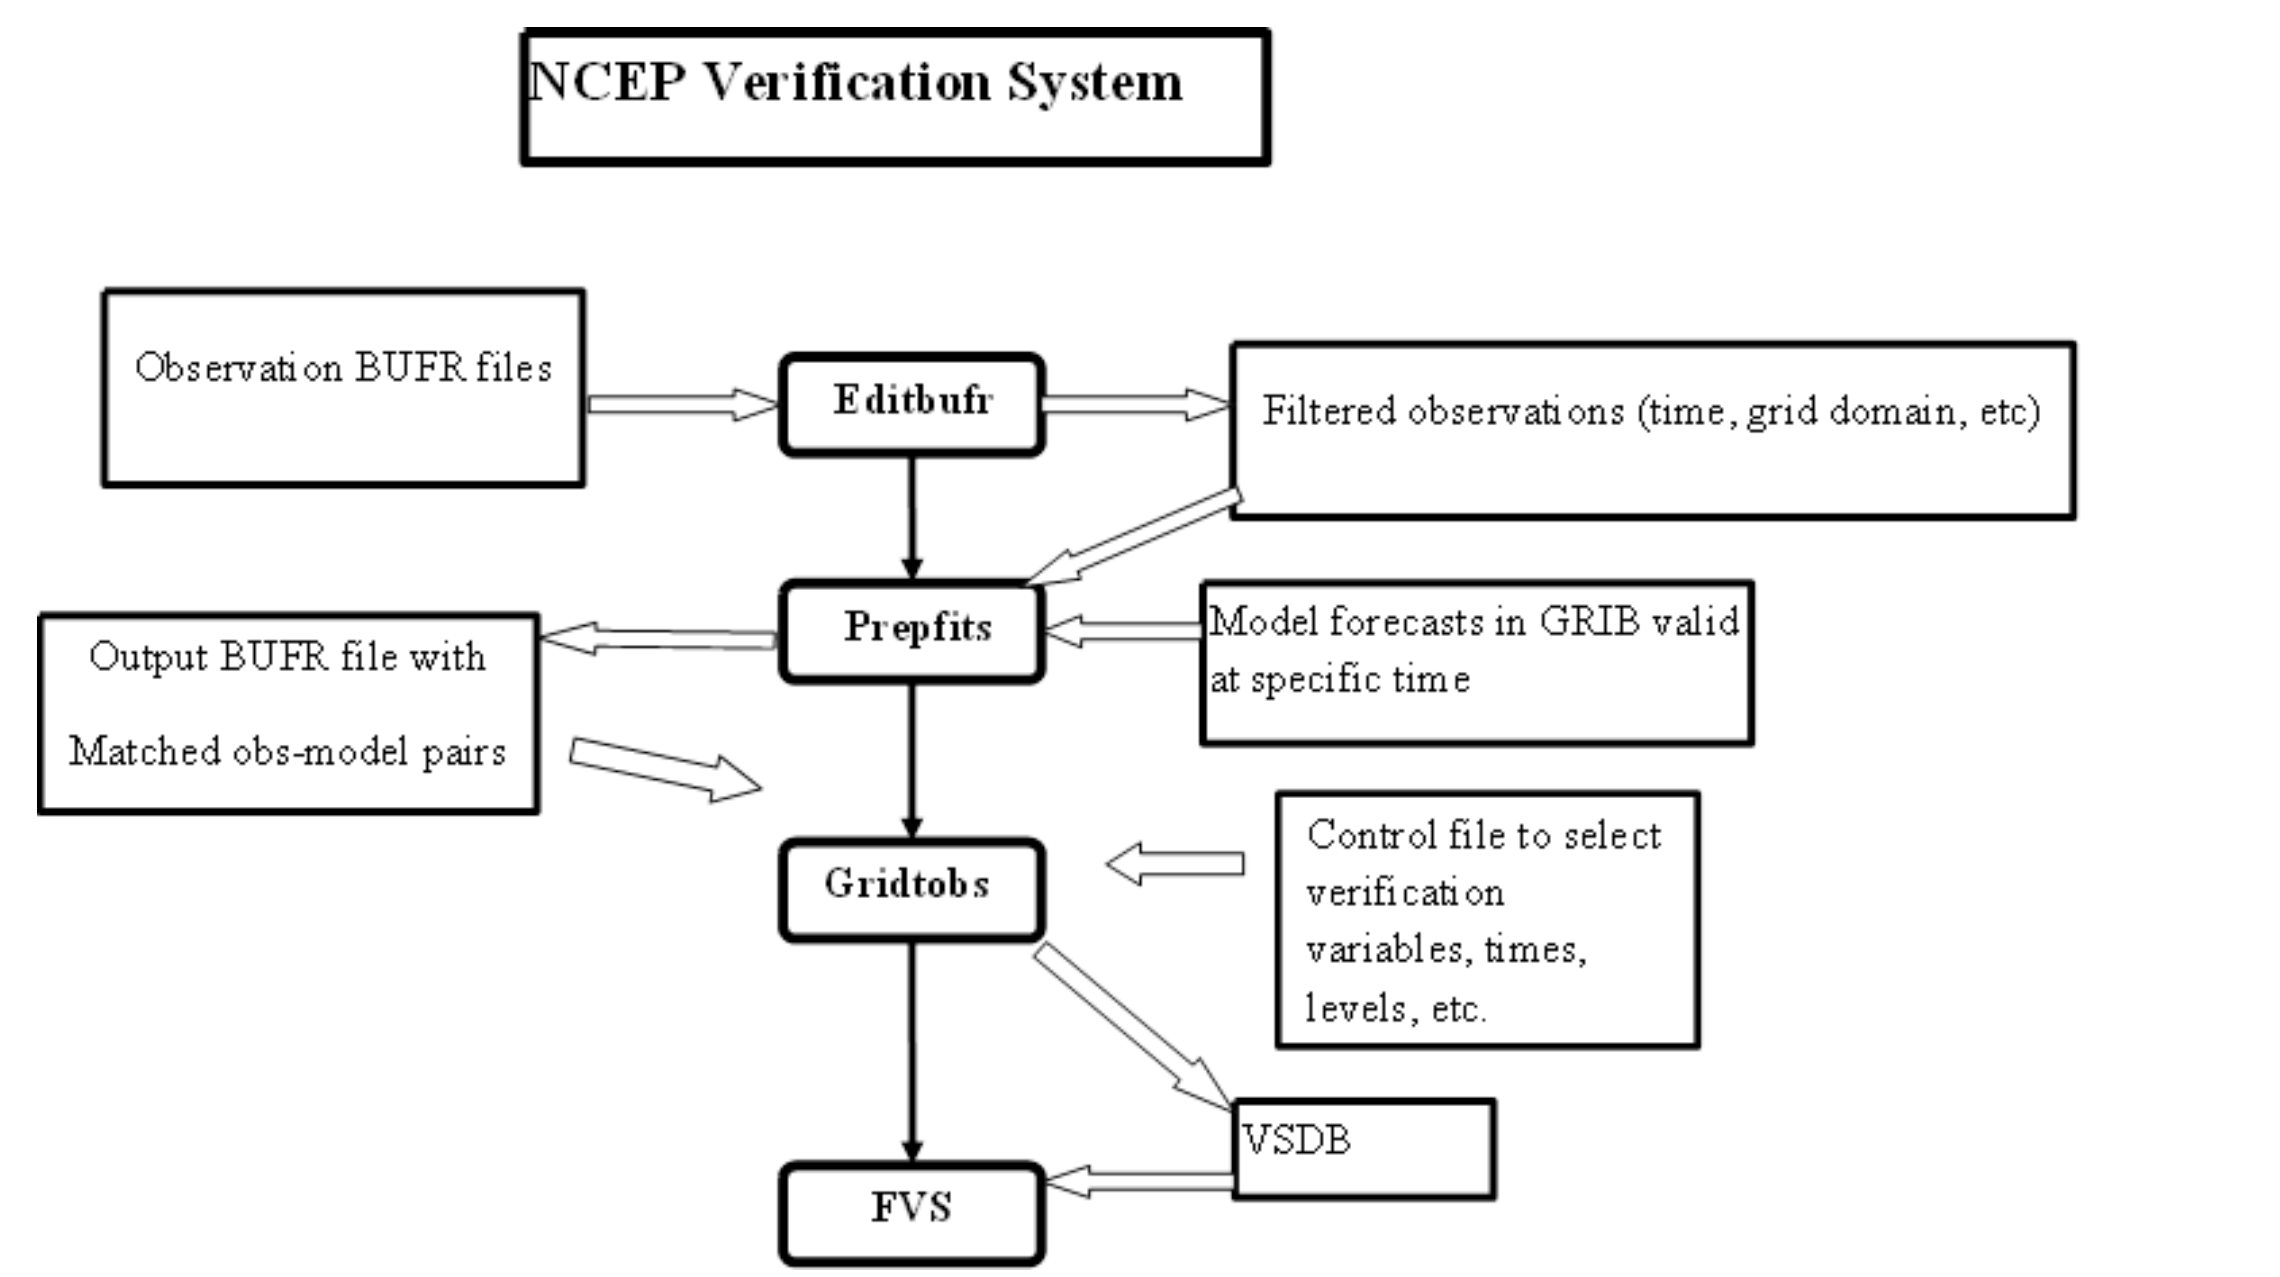 NCEP Verification System
Observation BUFR files
Editbufr
Filtered observations (time, grid domain, etc)
Prepfits
Model forecasts in GRIB valid
at specific time
Output BUFR file with
Matched obs-model pairs
Gridtobs
Control file to select
verification
variables, times,
levels, etc.
VSDB
FVS